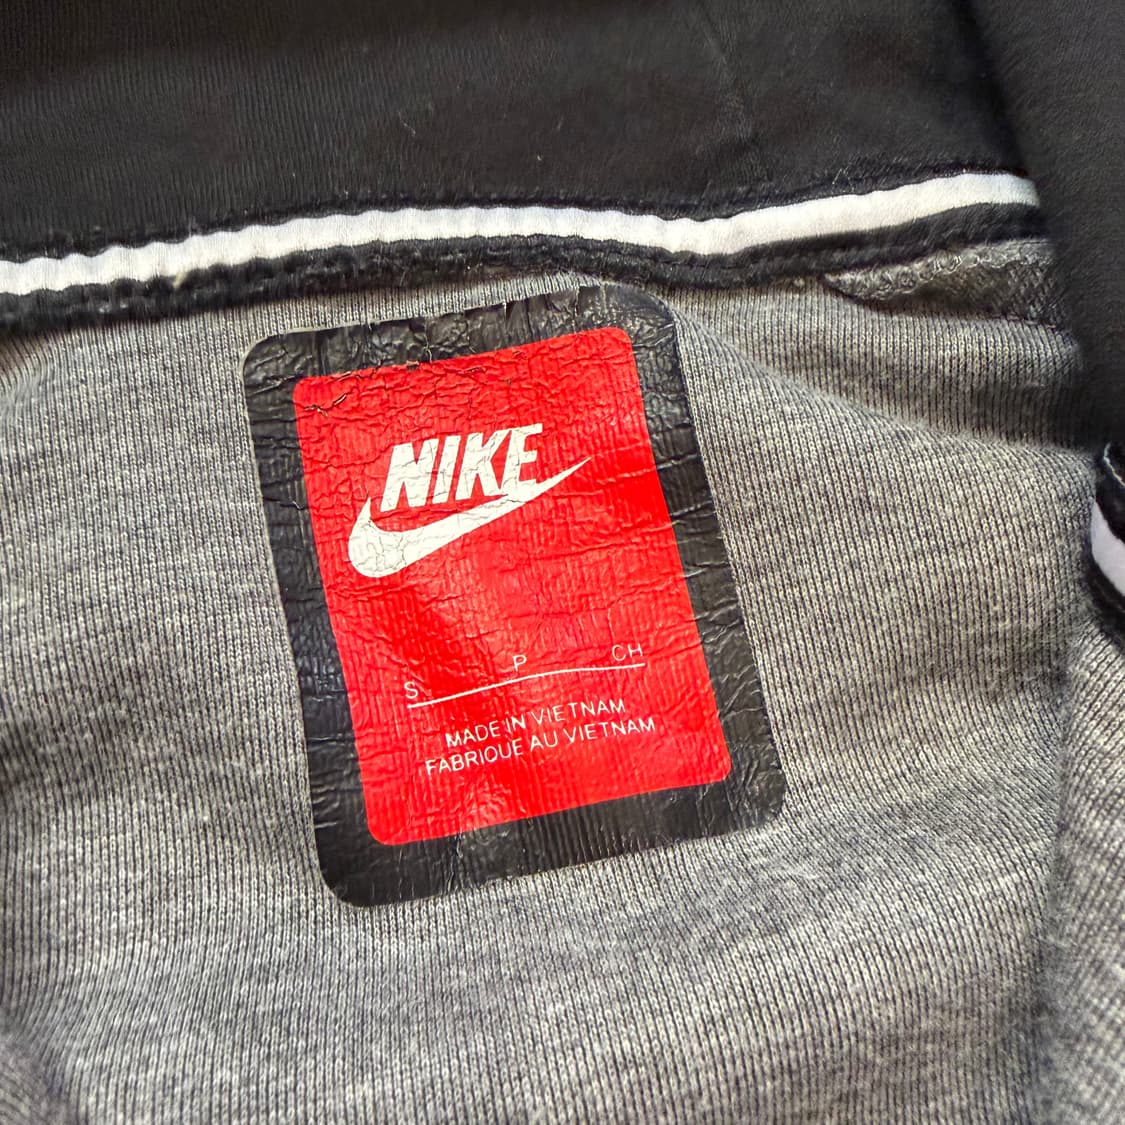 NIKE
S P CH
MADE IN VIETNAM
FABRIQUE AU VIETNAM